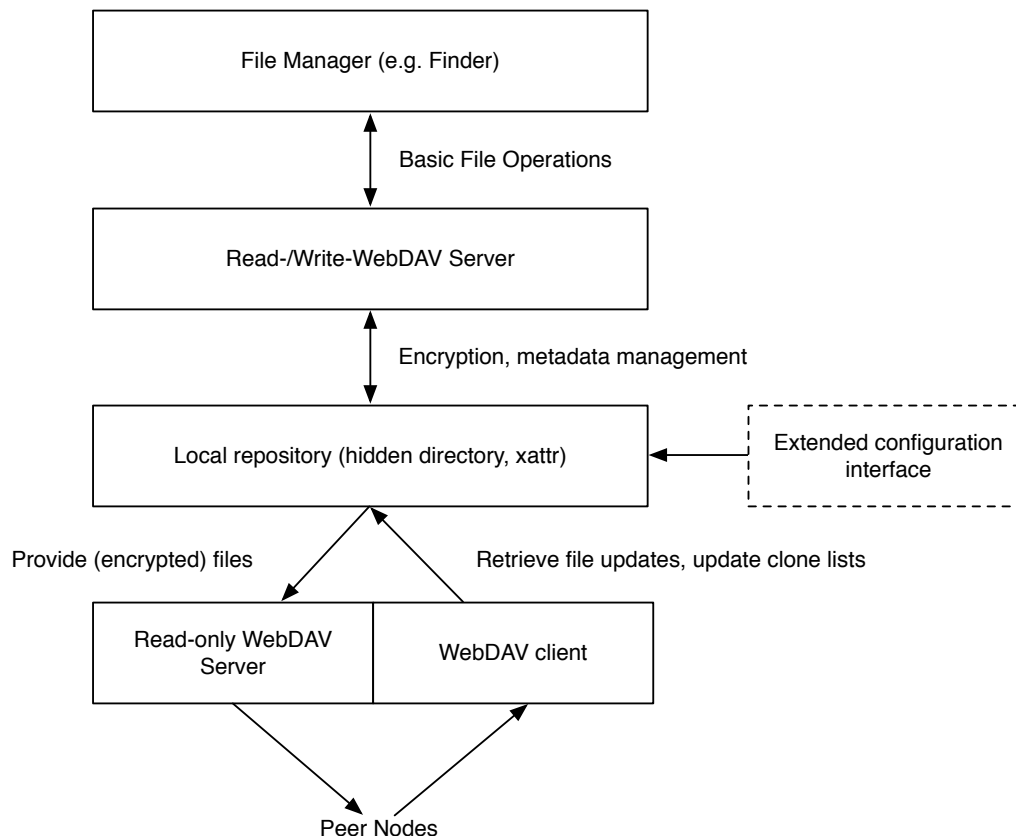 File Manager (e.g. Finder)
Basic File Operations
Read-/Write-WebDAV Server
Encryption, metadata management
Local repository (hidden directory, xattr)
Extended configuration
interface
Provide (encrypted) files
Retrieve file updates, update clone lists
Read-only WebDAV
Server
WebDAV client
Peer Nodes